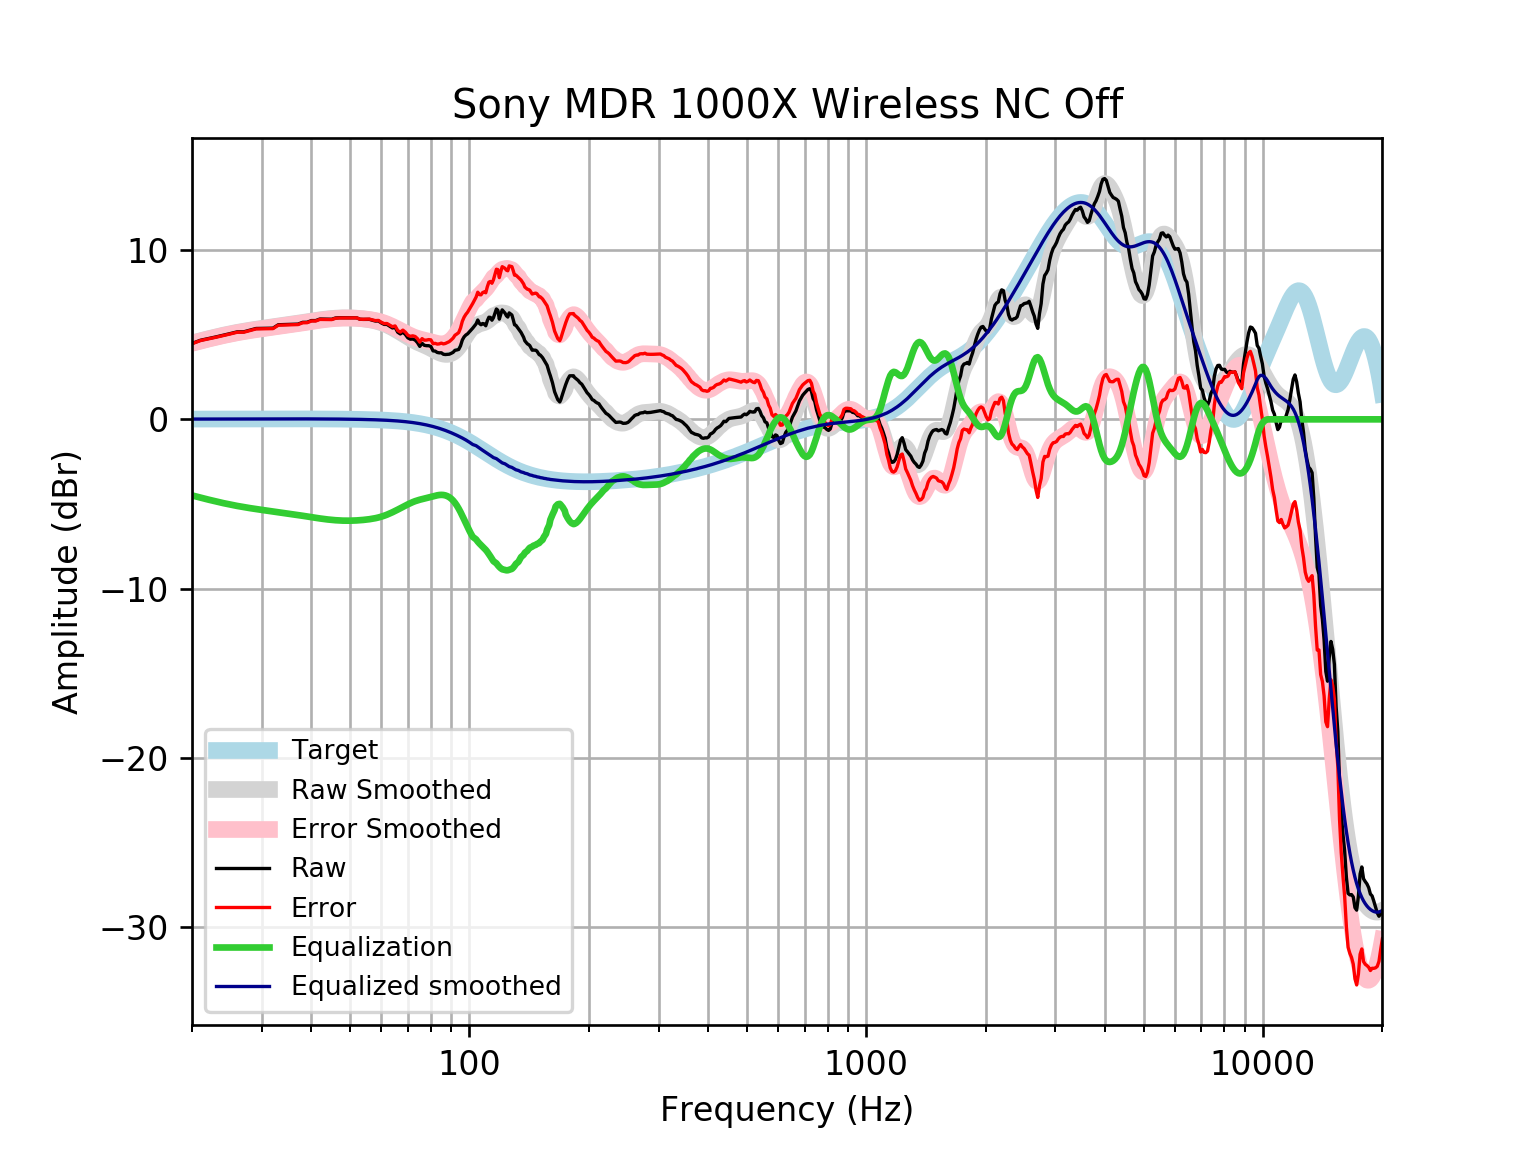 Sony MDR 1000X Wireless NC Off
Amplitude (dBr)
10
0
−10
−20
−30
Target
Raw Smoothed
Error Smoothed
Raw
Error
Equalization
Equalized smoothed
100 1000 10000
Frequency (Hz)